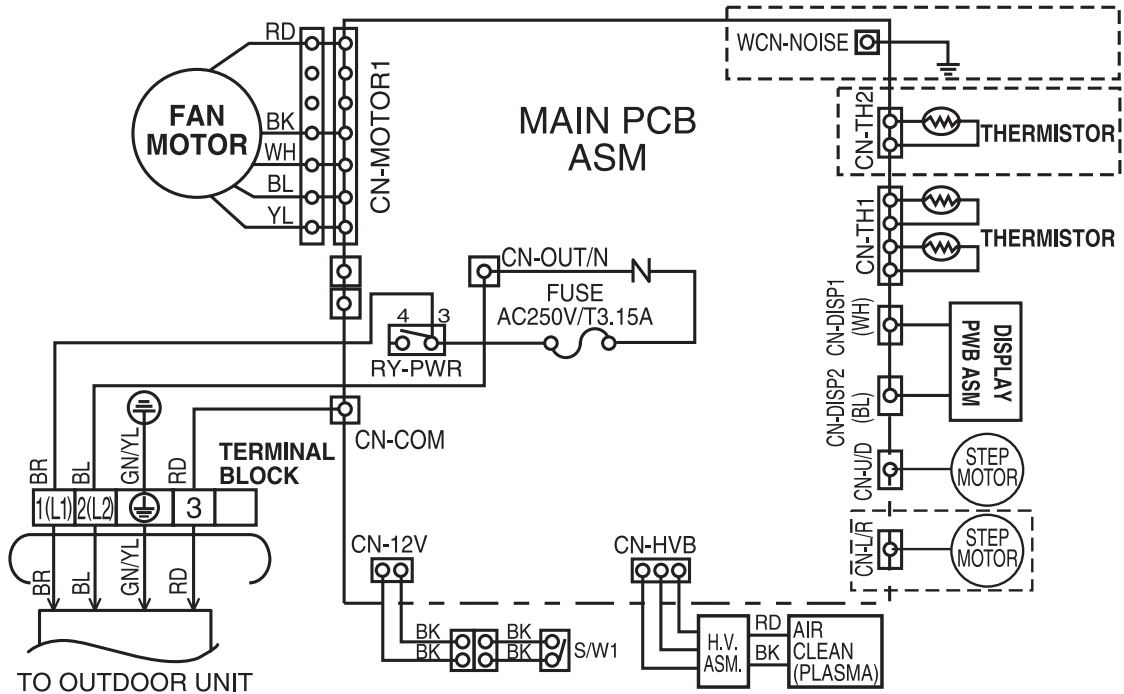 RD
FAN
MOTOR
BK
WH
BL
YL
CN-MOTOR1
MAIN PCB
ASM
WCN-NOISE
CN-TH2
THERMISTOR
CN-TH1
THERMISTOR
CN-OUT/N
N
FUSE
AC250V/T3.15A
4 3
RY-PWR
CN-DISP1
(WH)
CN-DISP2
(BL)
DISPLAY
PWB ASM
CN-COM
TERMINAL
BLOCK
BR
BL
GN/YL
RD
1(L1) 2(L2) 3
BR
BL
GN/YL
RD
TO OUTDOOR UNIT
CN-U/D
STEP
MOTOR
CN-L/R
STEP
MOTOR
CN-12V
BK BK
BK BK
S/W1
CN-HVB
H.V.
ASM.
RD
BK
AIR
CLEAN
(PLASMA)